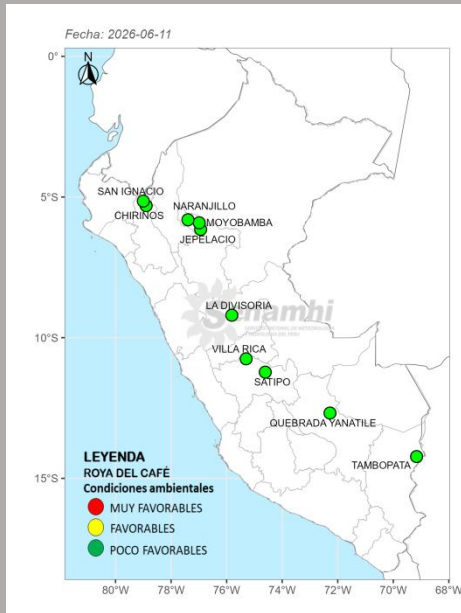 Fecha: 2026-06-11
N
0°
SAN IGNACIO
NARANJILLO
5°S
CHIRINOS
MOYOBAMBA
JEPELACIO
LA DIVISORIA
Senamhi
10°S
VILLA RICA
SATIPO
QUEBRADA YANATILE
TAMBOPATA
LEYENDA
15°S
ROYA DEL CAFÉ
Condiciones ambientales
MUY FAVORABLES
FAVORABLES
POCO FAVORABLES
80°W 78°W 76°W 74°W 72°W 70°W 68°W